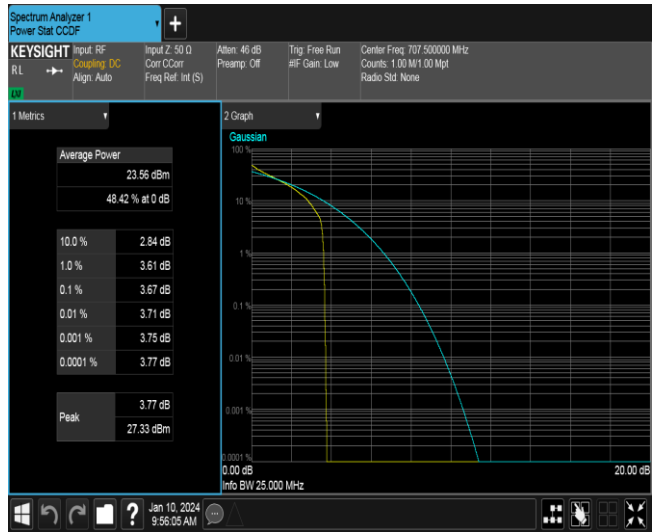 Spectrum Analyzer 1
Power Stat CCDF
+
KEYSIGHT
RL
LXI
Input: RF
Coupling: DC
Align: Auto
Input Z: 50 Ω
Corr CCorr
Freq Ref: Int (S)
Atten: 46 dB
Preamp: Off
Trig: Free Run
#IF Gain: Low
Center Freq: 707.500000 MHz
Counts: 1.00 M/1.00 Mpt
Radio Std: None
1 Metrics
Average Power
23.56 dBm
48.42 % at 0 dB
10.0 % 2.84 dB
1.0 % 3.61 dB
0.1 % 3.67 dB
0.01 % 3.71 dB
0.001 % 3.75 dB
0.0001 % 3.77 dB
Peak
3.77 dB
27.33 dBm
2 Graph
Gaussian
100 %
10 %
1 %
0.1 %
0.01 %
0.001 %
0.0001 %
0.00 dB 20.00 dB
Info BW 25.000 MHz
?
Jan 10, 2024
9:56:05 AM